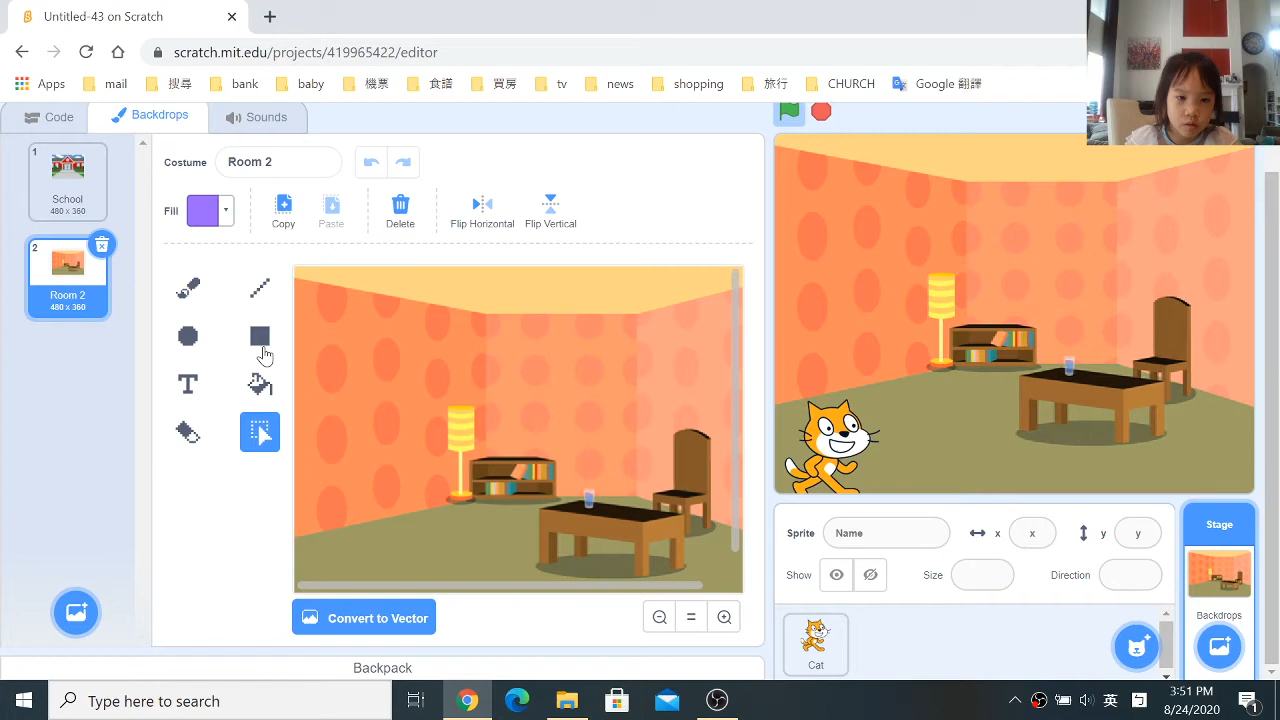 Untitled-43 on Scratch
scratch.mit.edu/projects/419965422/editor
Apps mail 搜尋 bank baby 機票 食譜 買房 tv news shopping 旅行 CHURCH Google 翻譯
Code Backdrops Sounds
1
School
480 x 360
2
Room 2
480 x 360
Costume Room 2
Fill Copy Paste Delete Flip Horizontal Flip Vertical
T
Convert to Vector
Backpack
Sprite Name x x y y
Show Size Direction
Cat
Stage
Backdrops
Type here to search
英
3:51 PM
8/24/2020
1